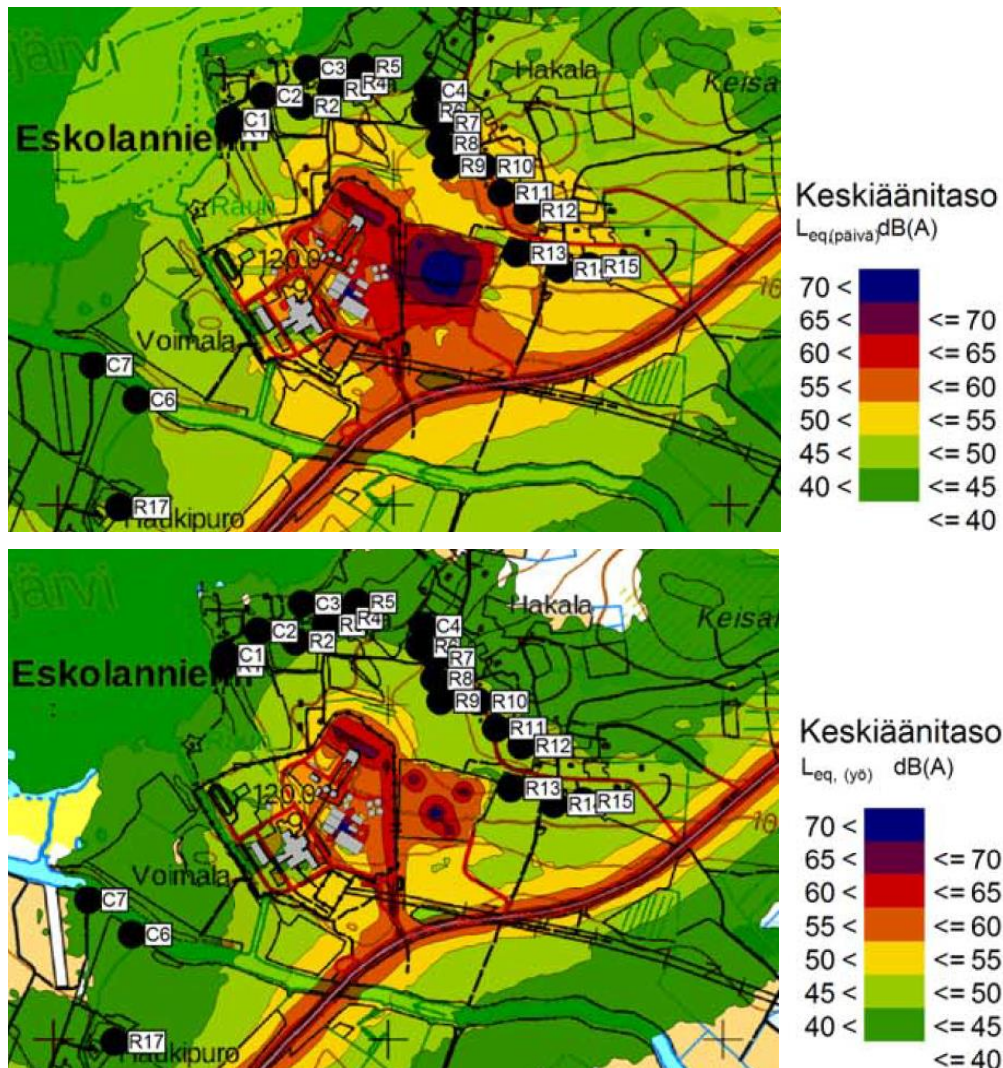 järvi
C3
R5
R4
Hakala
Keisa
C2
R2
C4
C1
R7
Eskolanniemi
R8
R9
R10
R11
R12
120.0
R13
R15
Voimala
C7
C6
R17
Haukipuro
Keskiäänitaso
Leq(päivä) dB(A)
70 <
65 < <= 70
60 < <= 65
55 < <= 60
50 < <= 55
45 < <= 50
40 < <= 45
<= 40
järvi
C3
R5
R4
Hakala
Keisa
C2
R2
C4
C1
R7
Eskolanniemi
R8
R9
R10
R11
R12
120.0
R13
R15
Voimala
C7
C6
R17
Haukipuro
Keskiäänitaso
Leq, (yö) dB(A)
70 <
65 < <= 70
60 < <= 65
55 < <= 60
50 < <= 55
45 < <= 50
40 < <= 45
<= 40